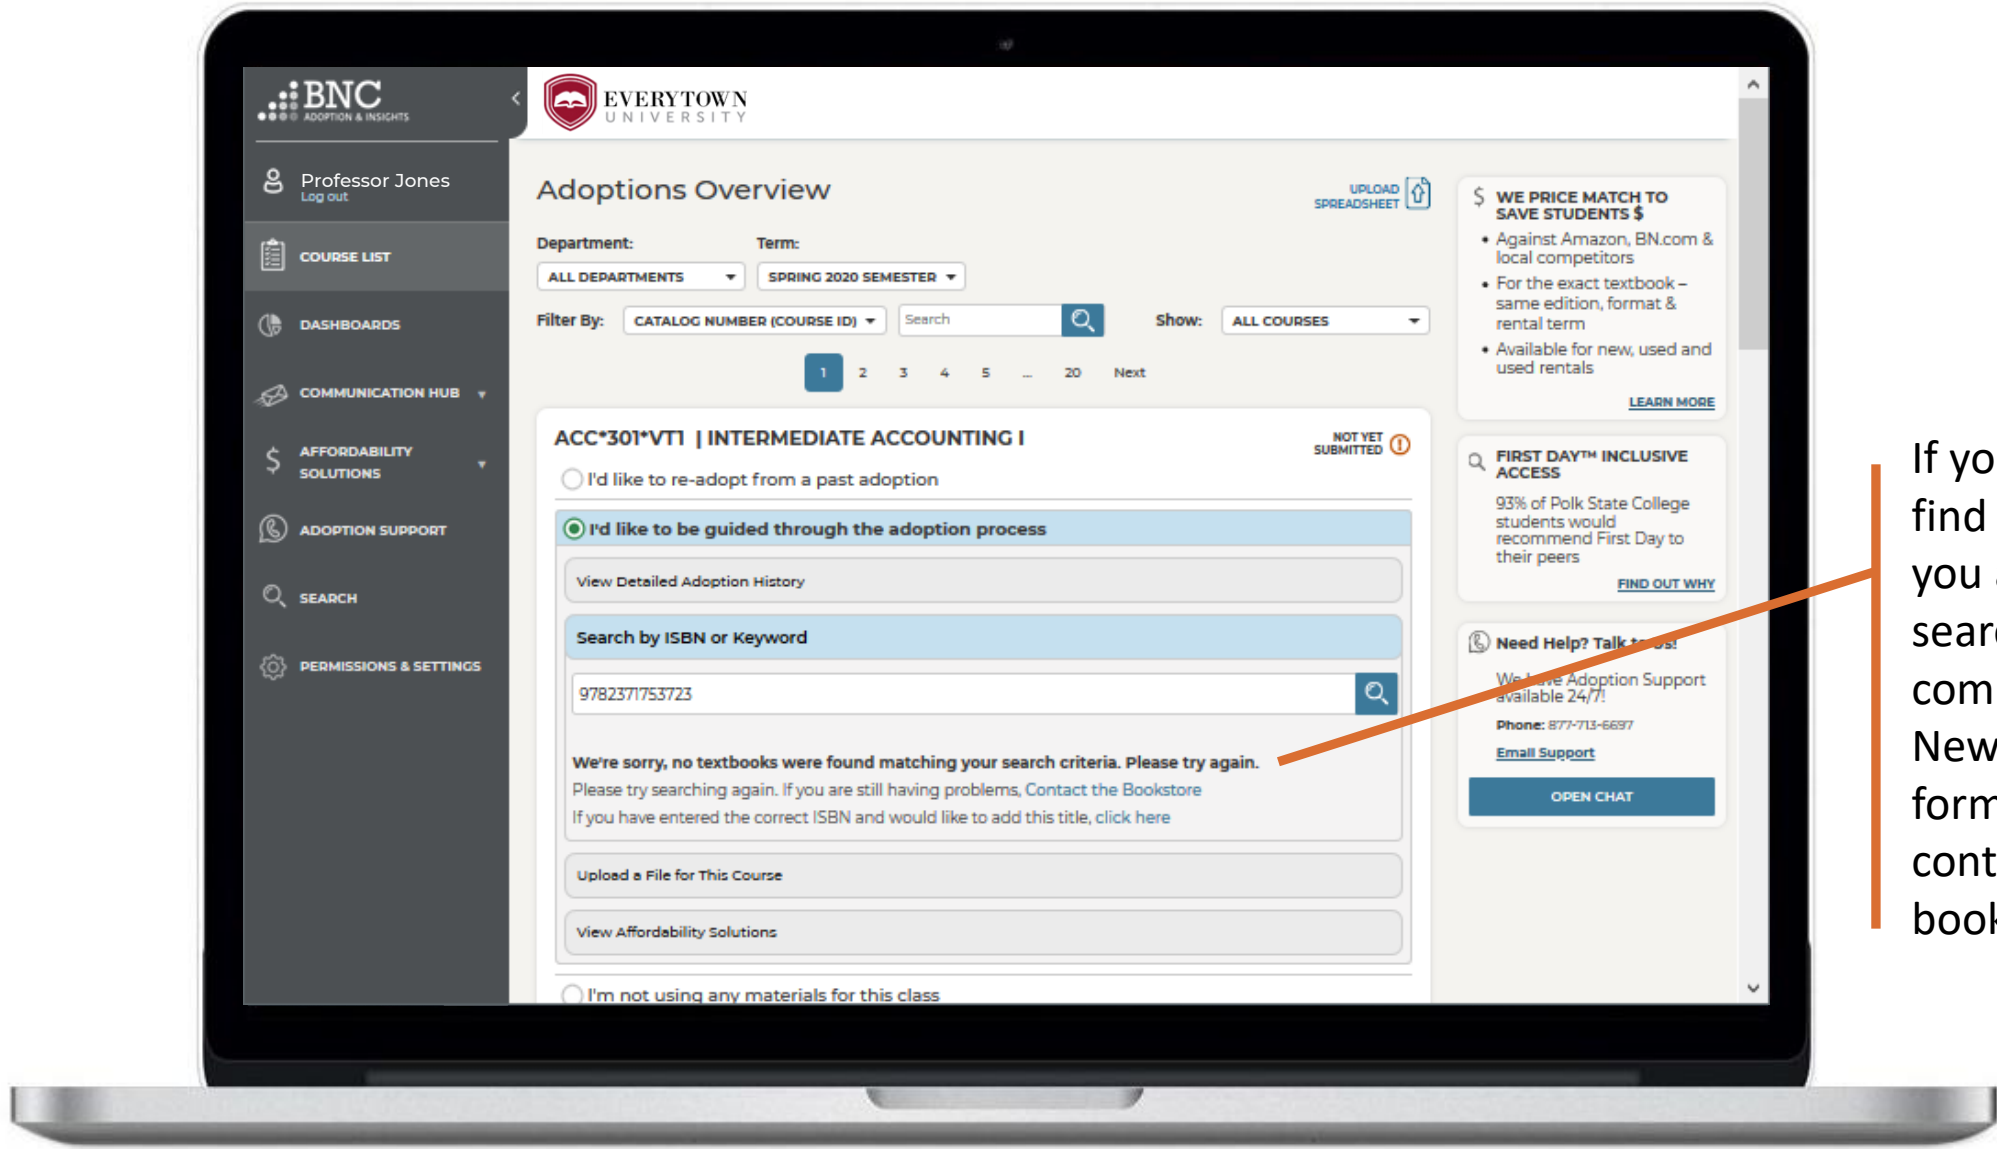 BNC
ADOPTION & INSIGHTS
EVERYTOWN
UNIVERSITY
Professor Jones
Log out
COURSE LIST
DASHBOARDS
COMMUNICATION HUB
AFFORDABILITY
SOLUTIONS
ADOPTION SUPPORT
SEARCH
PERMISSIONS & SETTINGS
Adoptions Overview
UPLOAD
SPREADSHEET
Department: Term:
ALL DEPARTMENTS SPRING 2020 SEMESTER
Filter By: CATALOG NUMBER (COURSE ID) Search Show: ALL COURSES
1 2 3 4 5 ... 20 Next
ACC*301*VT1 | INTERMEDIATE ACCOUNTING I
NOT YET
SUBMITTED
I'd like to re-adopt from a past adoption
I'd like to be guided through the adoption process
View Detailed Adoption History
Search by ISBN or Keyword
9782371753723
We're sorry, no textbooks were found matching your search criteria. Please try again.
Please try searching again. If you are still having problems, Contact the Bookstore
If you have entered the correct ISBN and would like to add this title, click here
Upload a File for This Course
View Affordability Solutions
I'm not using any materials for this class
$ WE PRICE MATCH TO
SAVE STUDENTS $
• Against Amazon, BN.com &
local competitors
• For the exact textbook –
same edition, format &
rental term
• Available for new, used and
used rentals
LEARN MORE
FIRST DAY™ INCLUSIVE
ACCESS
93% of Polk State College
students would
recommend First Day to
their peers
FIND OUT WHY
Need Help? Talk to Us!
We have Adoption Support
available 24/7!
Phone: 877-713-6697
Email Support
OPEN CHAT
If yo
find
you
sear
com
New
form
cont
book